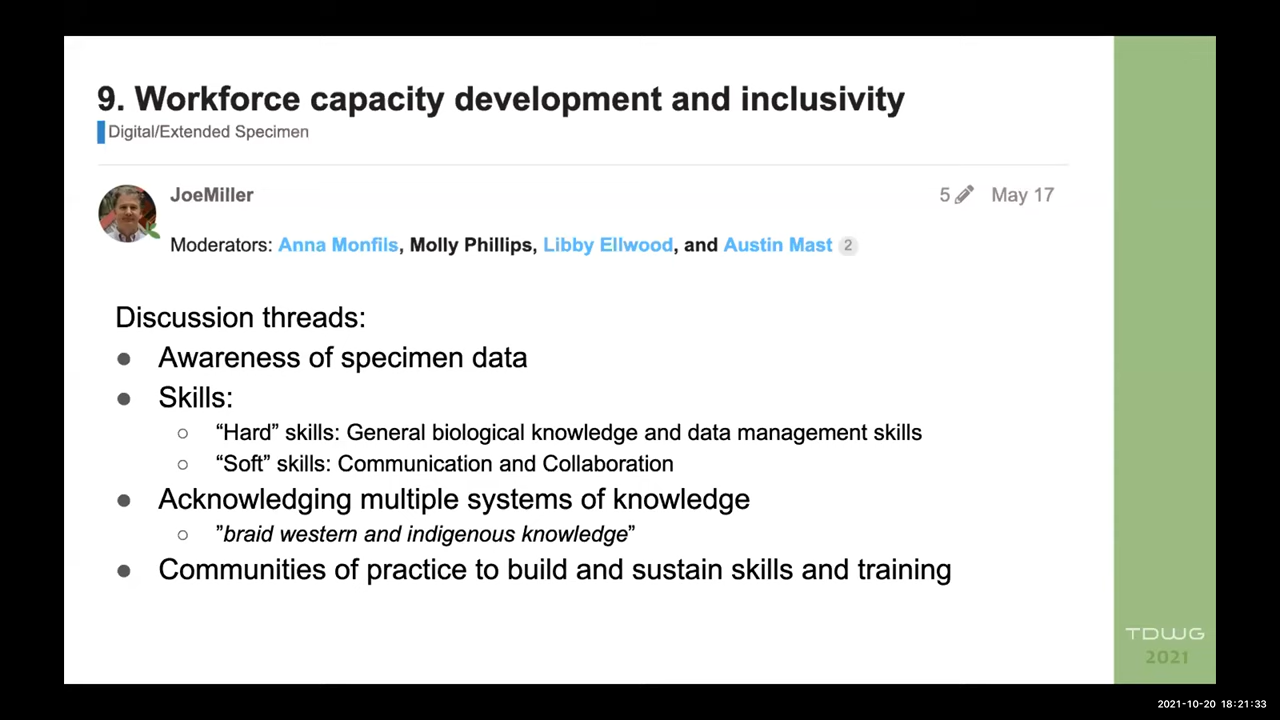 9. Workforce capacity development and inclusivity
Digital/Extended Specimen
JoeMiller
5 May 17
Moderators: Anna Monfils, Molly Phillips, Libby Ellwood, and Austin Mast 2
Discussion threads:
● Awareness of specimen data
● Skills:
○ “Hard” skills: General biological knowledge and data management skills
○ “Soft” skills: Communication and Collaboration
● Acknowledging multiple systems of knowledge
○ ”braid western and indigenous knowledge”
● Communities of practice to build and sustain skills and training
TDWG
2021
2021-10-20 18:21:33